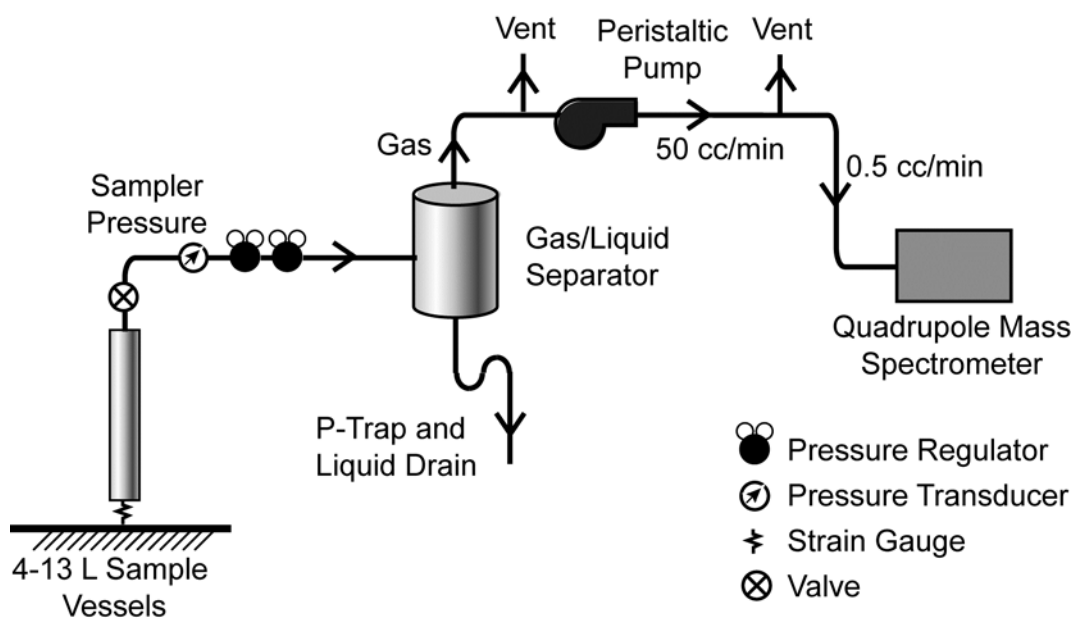 Vent
Peristaltic
Pump
Vent
Gas
50 cc/min
0.5 cc/min
Sampler
Pressure
Gas/Liquid
Separator
Quadrupole Mass
Spectrometer
P-Trap and
Liquid Drain
4-13 L Sample
Vessels
Pressure Regulator
Pressure Transducer
Strain Gauge
Valve